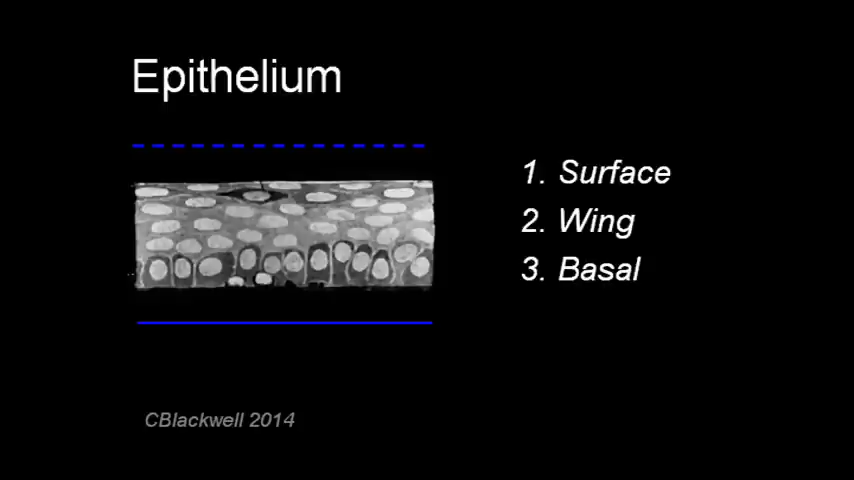 Epithelium
1. Surface
2. Wing
3. Basal
CBlackwell 2014